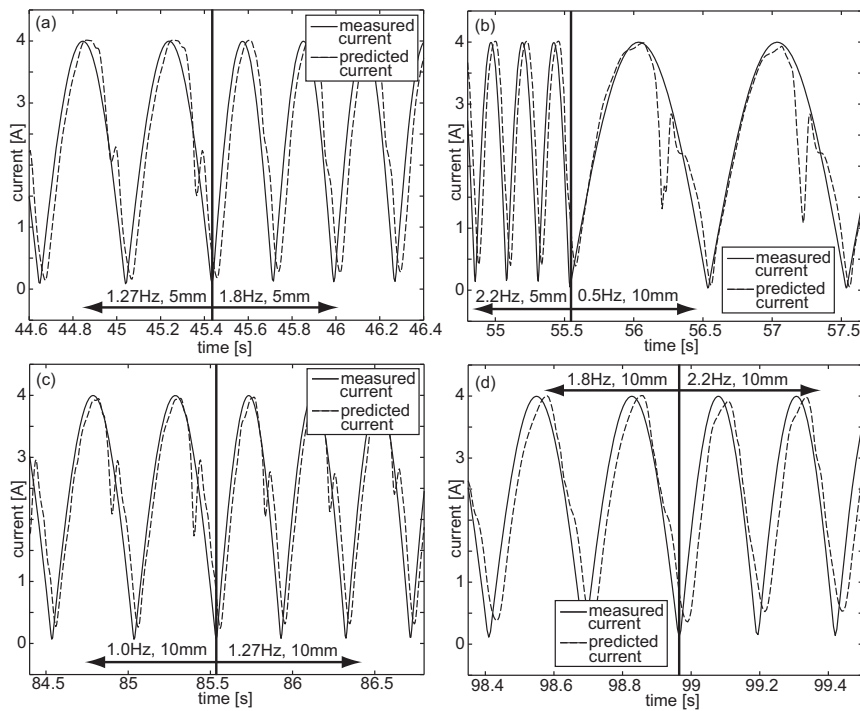 (a)
measured
current
predicted
current
4
3
2
1
0
current [A]
1.27Hz, 5mm
1.8Hz, 5mm
44.6 44.8 45 45.2 45.4 45.6 45.8 46 46.2 46.4
time [s]
(b)
4
3
2
1
0
current [A]
measured
current
predicted
current
2.2Hz, 5mm
0.5Hz, 10mm
55 55.5 56 56.5 57 57.5
time [s]
(c)
measured
current
predicted
current
4
3
2
1
0
current [A]
1.0Hz, 10mm
1.27Hz, 10mm
84.5 85 85.5 86 86.5
time [s]
(d)
1.8Hz, 10mm
2.2Hz, 10mm
4
3
2
1
0
current [A]
measured
current
predicted
current
98.4 98.6 98.8 99 99.2 99.4
time [s]